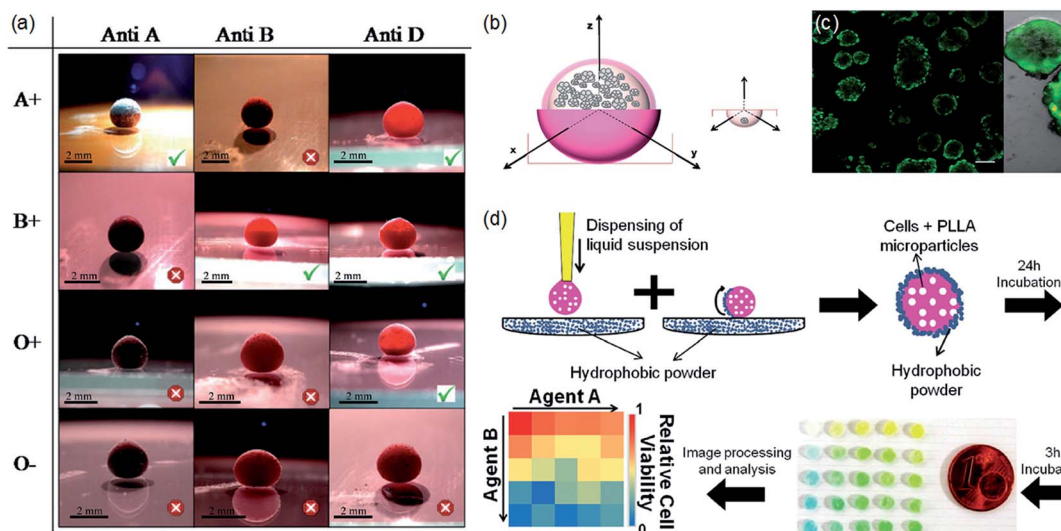 (a)
Anti A Anti B Anti D
A+
2 mm 2 mm 2 mm
B+
2 mm 2 mm 2 mm
O+
2 mm 2 mm 2 mm
O-
2 mm 2 mm 2 mm
(b)
z
x
y
(c)
(d)
Dispensing of
liquid suspension
Hydrophobic powder
Cells + PLLA
microparticles
Hydrophobic
powder
24h
Incubation
3h
Incuba
1
Image processing
and analysis
Agent A
Agent B
1
0
Relative Cell
Viability